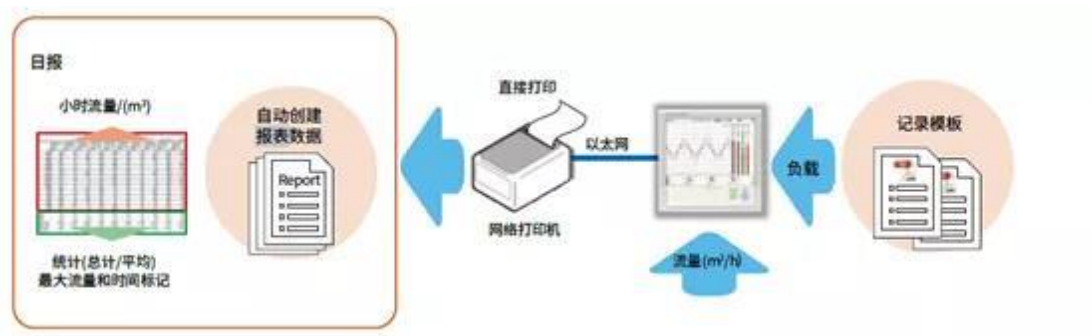 日报
小时流量/(m³)
统计(总计/平均)
最大流量和时间标记
自动创建
报表数据
Report
直接打印
网络打印机
以太网
流量(m³/h)
负载
记录模板